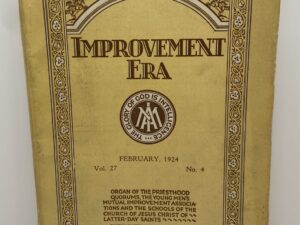 IMPROVEMENT
ERA
THE GLORY OF GOD IS INTELLIGENCE
MIA
FEBRUARY, 1924
Vol. 27 No. 4
ORGAN OF THE PRIESTHOOD
QUORUMS, THE YOUNG MEN'S
MUTUAL IMPROVEMENT ASSOCIA-
TIONS AND THE SCHOOLS OF THE
CHURCH OF JESUS CHRIST OF
LATTER-DAY SAINTS